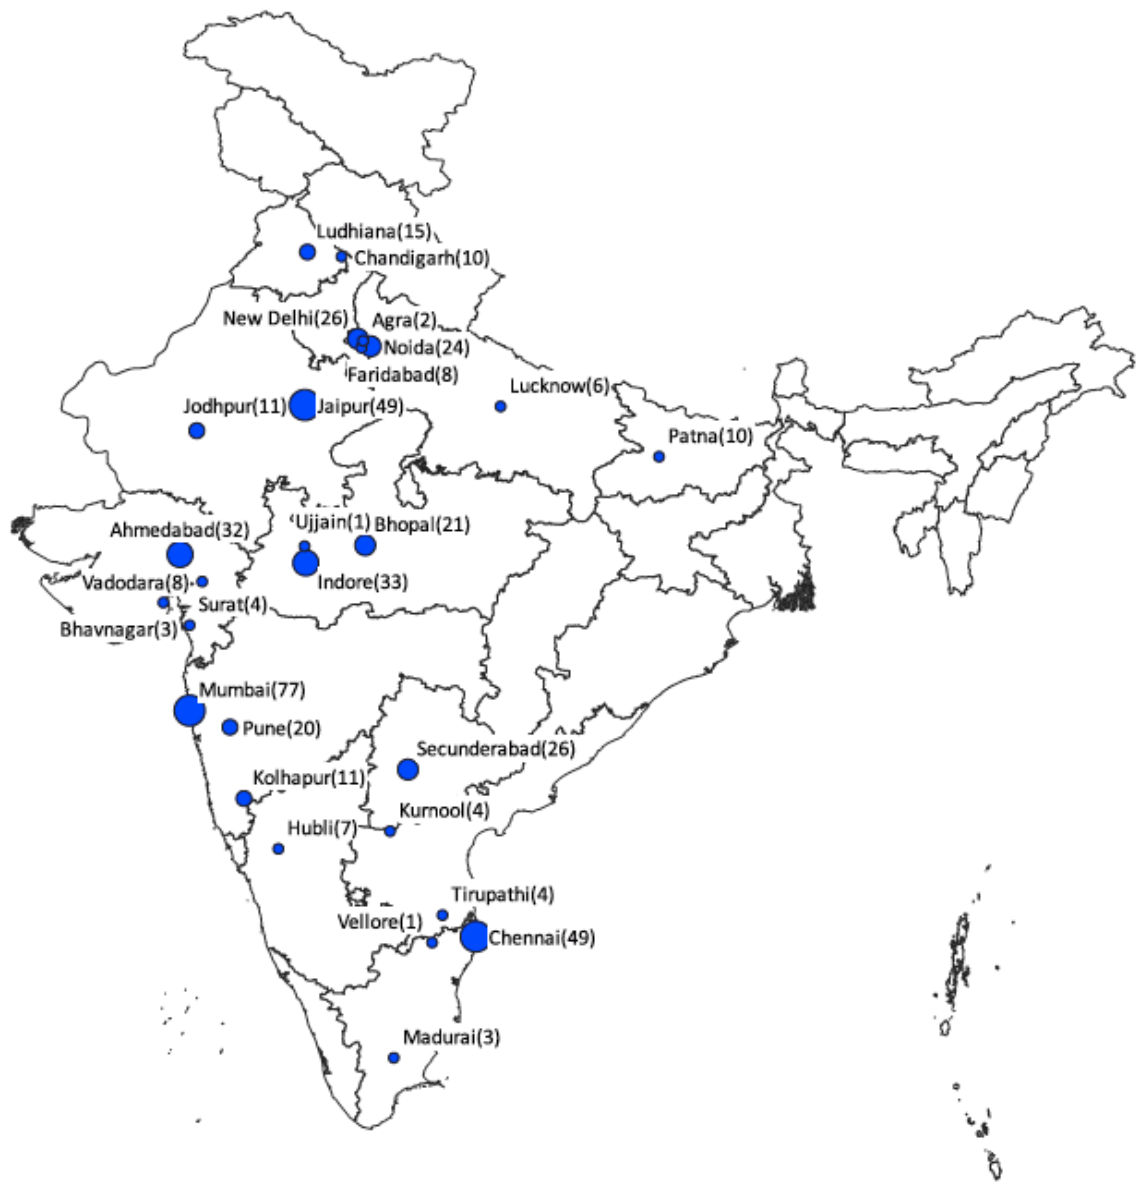 Ludhiana(15)
Chandigarh(10)
New Delhi(26)
Agra(2)
Noida(24)
Faridabad(8)
Lucknow(6)
Jodhpur(11)
Jaipur(49)
Patna(10)
Ahmedabad(32)
‘Ujjain(1)
Bhopal(21)
Indore(33)
Vadodara(8)
Surat(4)
Bhavnagar(3)
Mumbai(77)
Pune(20)
Secunderabad(26)
Kolhapur(11)
Kurnool(4)
Hubli(7)
Tirupathi(4)
Vellore(1)
Chennai(49)
Madurai(3)